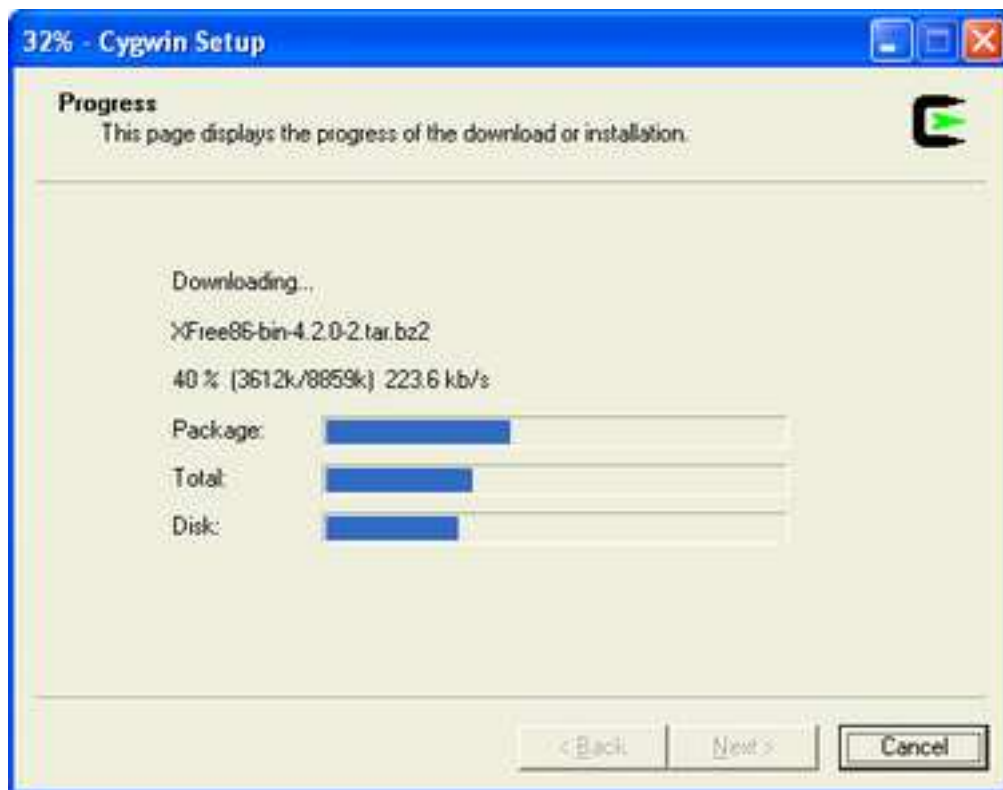 32% - Cygwin Setup
Progress
This page displays the progress of the download or installation.
Downloading...
XFree86-bin-4.2.0-2.tar.bz2
40 % (3612k/8859k) 223.6 kb/s
Package:
Total:
Disk:
< Back
Next >
Cancel